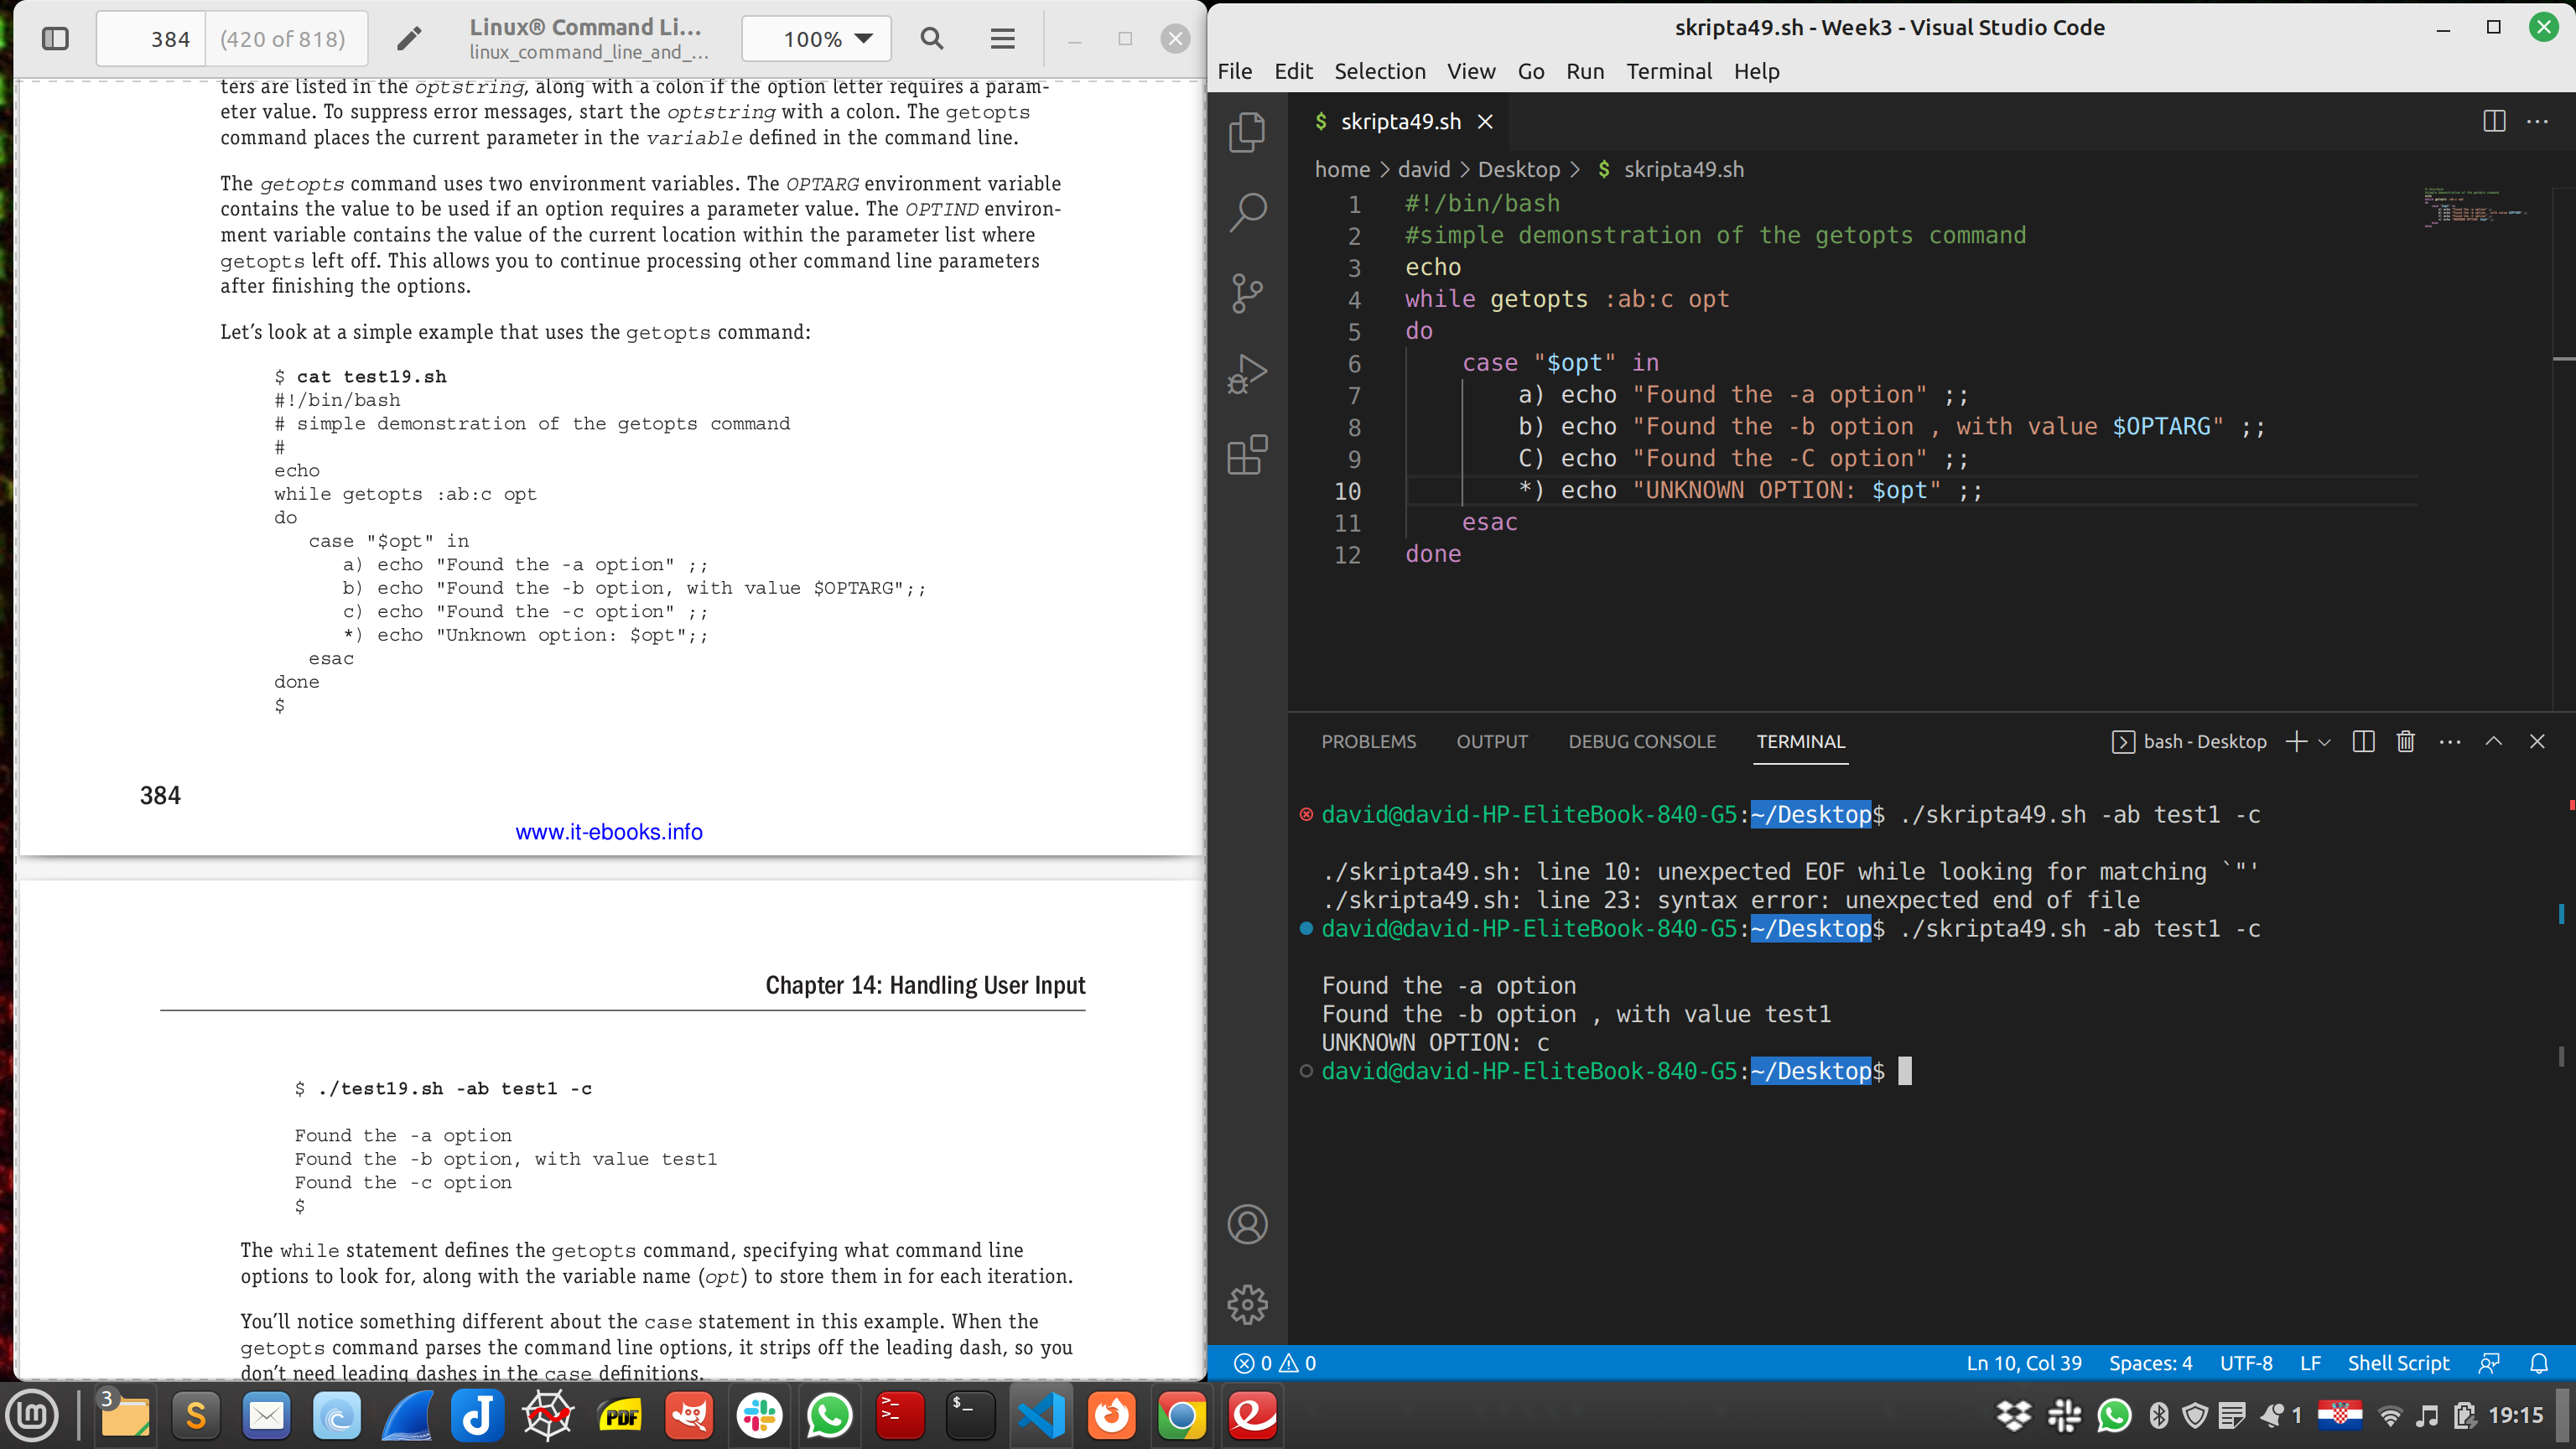 384
(420 of 818)
Linux® Command Li...
linux_command_line_and_...
100%
ters are listed in the optstring, along with a colon if the option letter requires a param-
eter value. To suppress error messages, start the optstring with a colon. The getopts
command places the current parameter in the variable defined in the command line.
The getopts command uses two environment variables. The OPTARG environment variable
contains the value to be used if an option requires a parameter value. The OPTIND environ-
ment variable contains the value of the current location within the parameter list where
getopts left off. This allows you to continue processing other command line parameters
after finishing the options.
Let's look at a simple example that uses the getopts command:
$ cat test19.sh
#!/bin/bash
# simple demonstration of the getopts command
#
echo
while getopts :ab:c opt
do
case "$opt" in
a) echo "Found the -a option" ;;
b) echo "Found the -b option, with value $OPTARG";;
c) echo "Found the -c option" ;;
*) echo "Unknown option: $opt";;
esac
done
$
384
www.it-ebooks.info
Chapter 14: Handling User Input
$ ./test19.sh -ab test1 -c
Found the -a option
Found the -b option, with value test1
Found the -c option
$
The while statement defines the getopts command, specifying what command line
options to look for, along with the variable name (opt) to store them in for each iteration.
You'll notice something different about the case statement in this example. When the
getopts command parses the command line options, it strips off the leading dash, so you
don't need leading dashes in the case definitions.
skripta49.sh - Week3 - Visual Studio Code
File Edit Selection View Go Run Terminal Help
$ skripta49.sh
home > david > Desktop > $ skripta49.sh
1 #!/bin/bash
2 #simple demonstration of the getopts command
3 echo
4 while getopts :ab:c opt
5 do
6 case "$opt" in
7 a) echo "Found the -a option" ;;
8 b) echo "Found the -b option , with value $OPTARG" ;;
9 C) echo "Found the -C option" ;;
10 *) echo "UNKNOWN OPTION: $opt" ;;
11 esac
12 done
PROBLEMS OUTPUT DEBUG CONSOLE TERMINAL
bash - Desktop
david@david-HP-EliteBook-840-G5:~/Desktop$ ./skripta49.sh -ab test1 -c
./skripta49.sh: line 10: unexpected EOF while looking for matching `"'
./skripta49.sh: line 23: syntax error: unexpected end of file
david@david-HP-EliteBook-840-G5:~/Desktop$ ./skripta49.sh -ab test1 -c
Found the -a option
Found the -b option , with value test1
UNKNOWN OPTION: c
david@david-HP-EliteBook-840-G5:~/Desktop$
0 0
Ln 10, Col 39 Spaces: 4 UTF-8 LF Shell Script
3
PDF
1
19:15